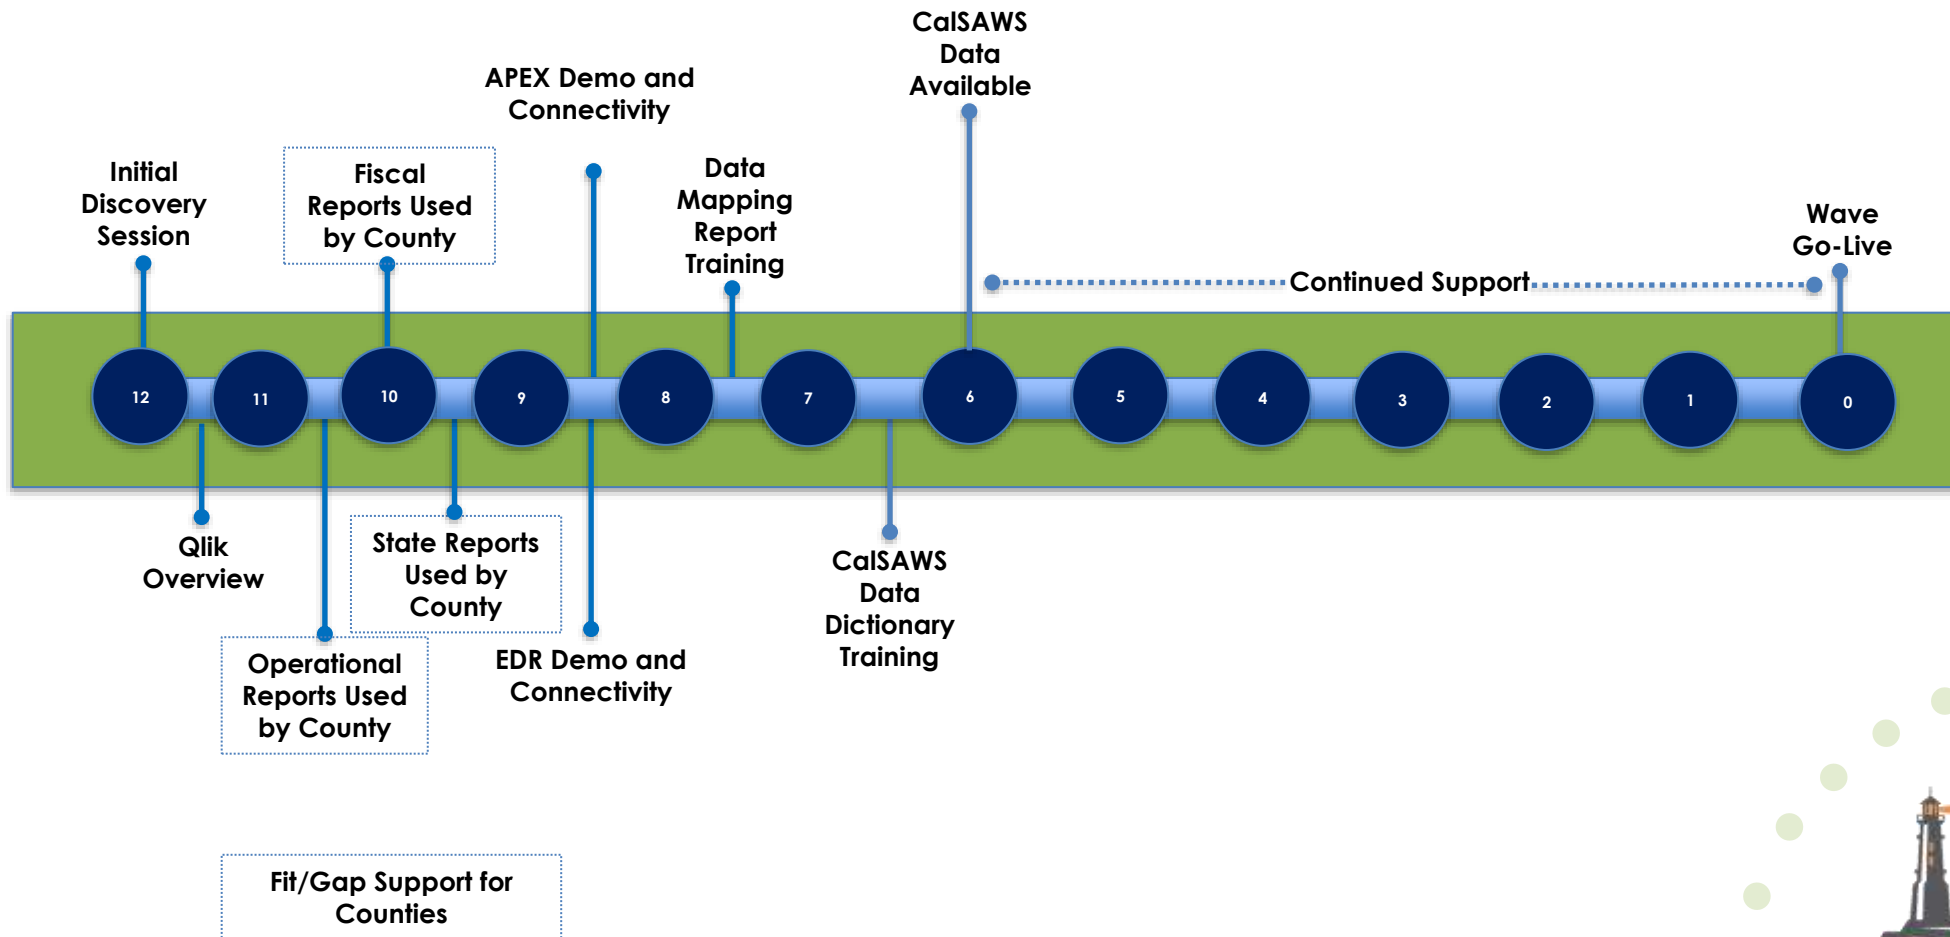 CalSAWS
Data
Available
APEX Demo and
Connectivity
Initial
Discovery
Session
Fiscal
Reports Used
by County
Data
Mapping
Report
Training
Wave
Go-Live
Continued Support
12
11
10
9
8
7
6
5
4
3
2
1
0
Qlik
Overview
State Reports
Used by
County
CalSAWS
Data
Dictionary
Training
Operational
Reports Used
by County
EDR Demo and
Connectivity
Fit/Gap Support for
Counties